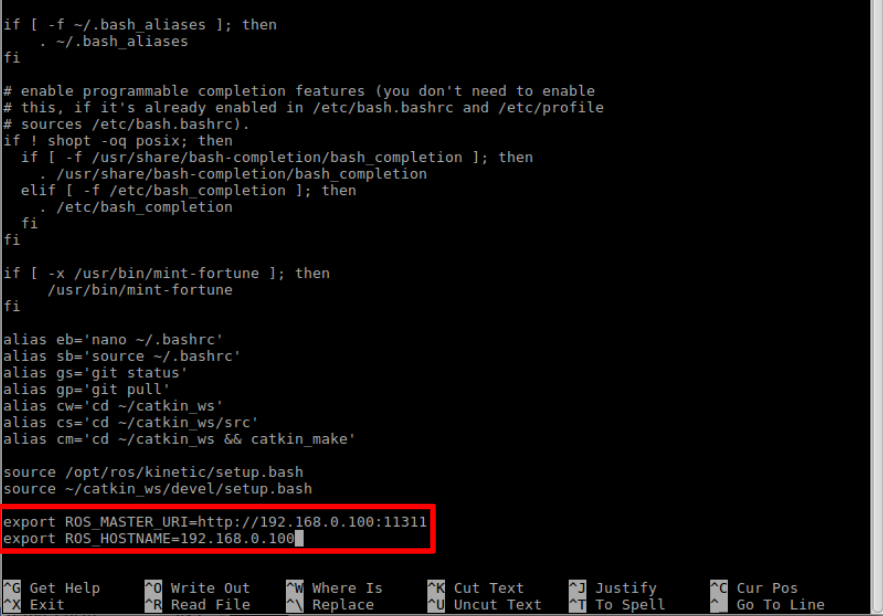 if [ -f ~/.bash_aliases ]; then
    . ~/.bash_aliases
fi

# enable programmable completion features (you don't need to enable
# this, if it's already enabled in /etc/bash.bashrc and /etc/profile
# sources /etc/bash.bashrc).
if ! shopt -oq posix; then
  if [ -f /usr/share/bash-completion/bash_completion ]; then
    . /usr/share/bash-completion/bash_completion
  elif [ -f /etc/bash_completion ]; then
    . /etc/bash_completion
  fi
fi

if [ -x /usr/bin/mint-fortune ]; then
     /usr/bin/mint-fortune
fi

alias eb='nano ~/.bashrc'
alias sb='source ~/.bashrc'
alias gs='git status'
alias gp='git pull'
alias cw='cd ~/catkin_ws'
alias cs='cd ~/catkin_ws/src'
alias cm='cd ~/catkin_ws && catkin_make'

source /opt/ros/kinetic/setup.bash
source ~/catkin_ws/devel/setup.bash

export ROS_MASTER_URI=http://192.168.0.100:11311
export ROS_HOSTNAME=192.168.0.100

^G Get Help ^O Write Out ^W Where Is ^K Cut Text ^J Justify ^C Cur Pos
^X Exit ^R Read File ^\ Replace ^U Uncut Text ^T To Spell ^_ Go To Line